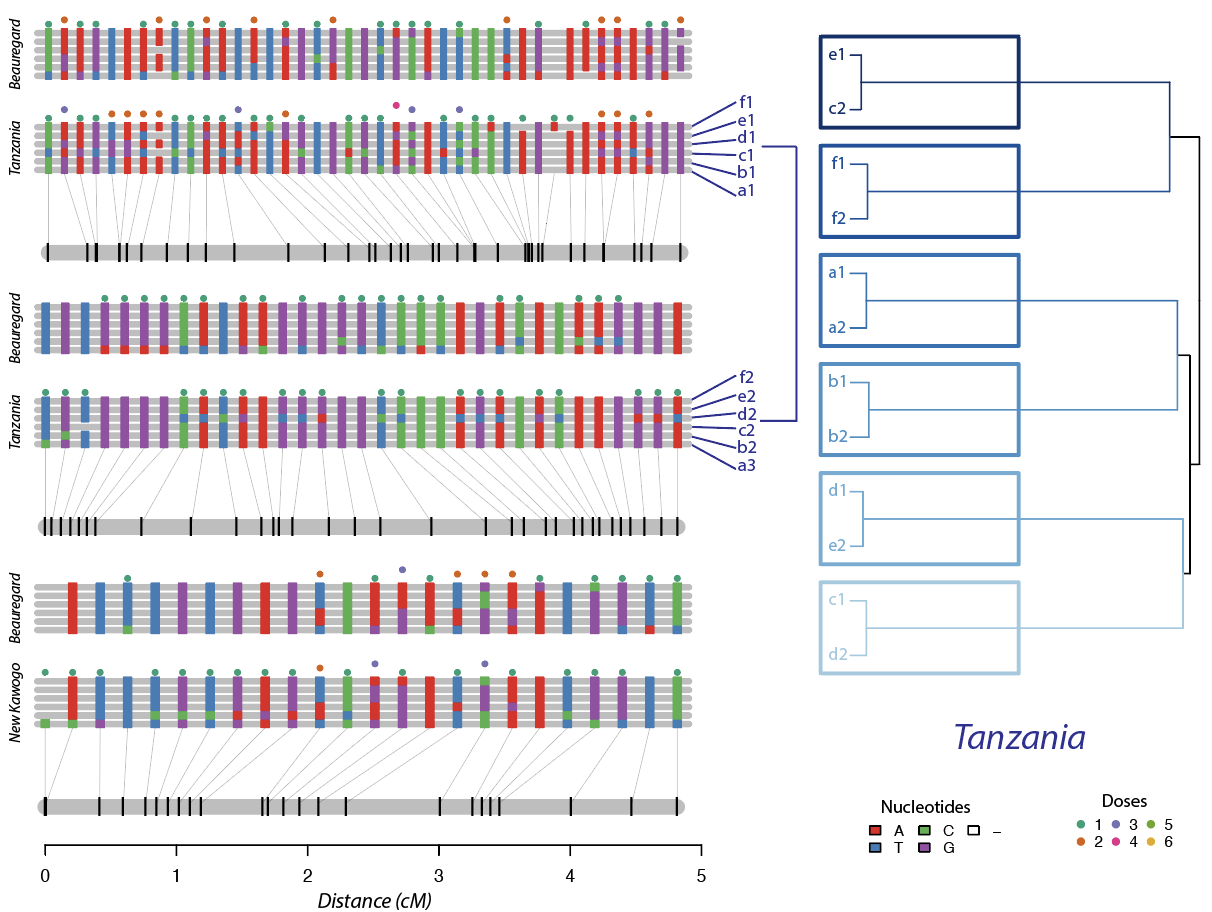 Beauregard
Tanzania
f1
e1
d1
c1
b1
a1
Beauregard
Tanzania
f2
e2
d2
c2
b2
a3
Beauregard
New Kawogo
0 1 2 3 4 5
Distance (cM)
e1
c2
f1
f2
a1
a2
b1
b2
d1
e2
c1
d2
Tanzania
Nucleotides
A C –
T G
Doses
1 3 5
2 4 6